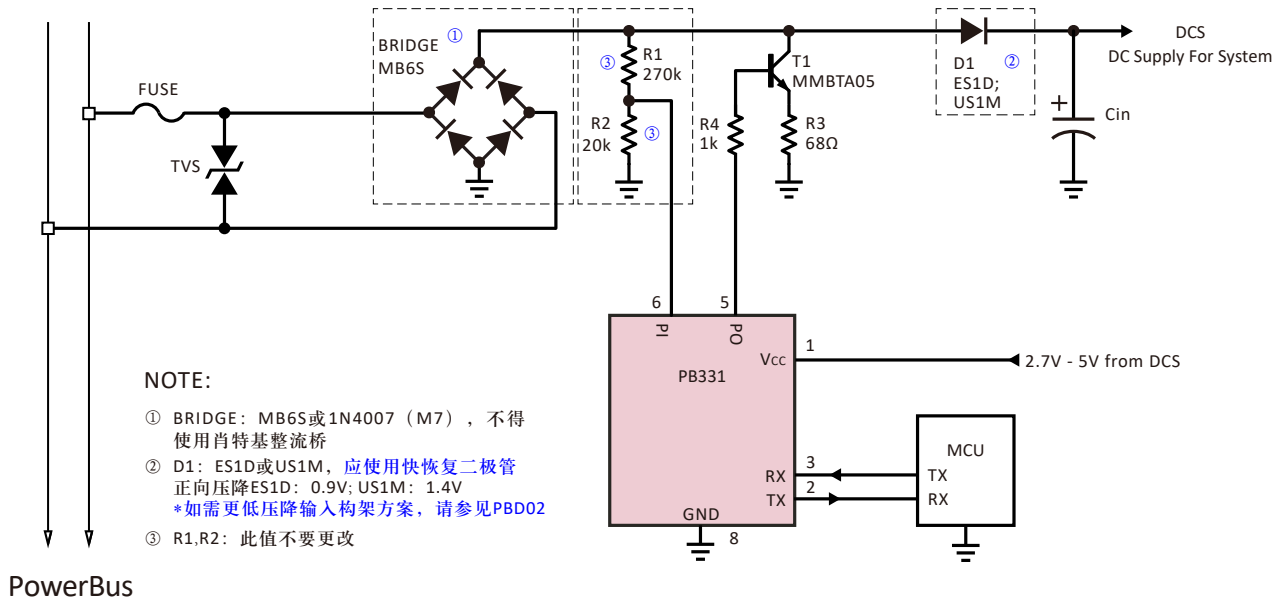 BRIDGE ①
MB6S
③ R1
270k
R2 ③
20k
T1
MMBTA05
R4
1k
R3
68Ω
D1 ②
ES1D;
US1M
DCS
DC Supply For System
+
Cin
FUSE
TVS
6
5
PI
PO
PB331
Vcc
1
2.7V - 5V from DCS
MCU
RX
3
TX
TX
2
RX
GND
8
NOTE:
① BRIDGE：MB6S或1N4007（M7），不得
使用肖特基整流桥
② D1：ES1D或US1M，应使用快恢复二极管
正向压降ES1D：0.9V; US1M：1.4V
*如需更低压降输入构架方案，请参见PBD02
③ R1,R2：此值不要更改
PowerBus